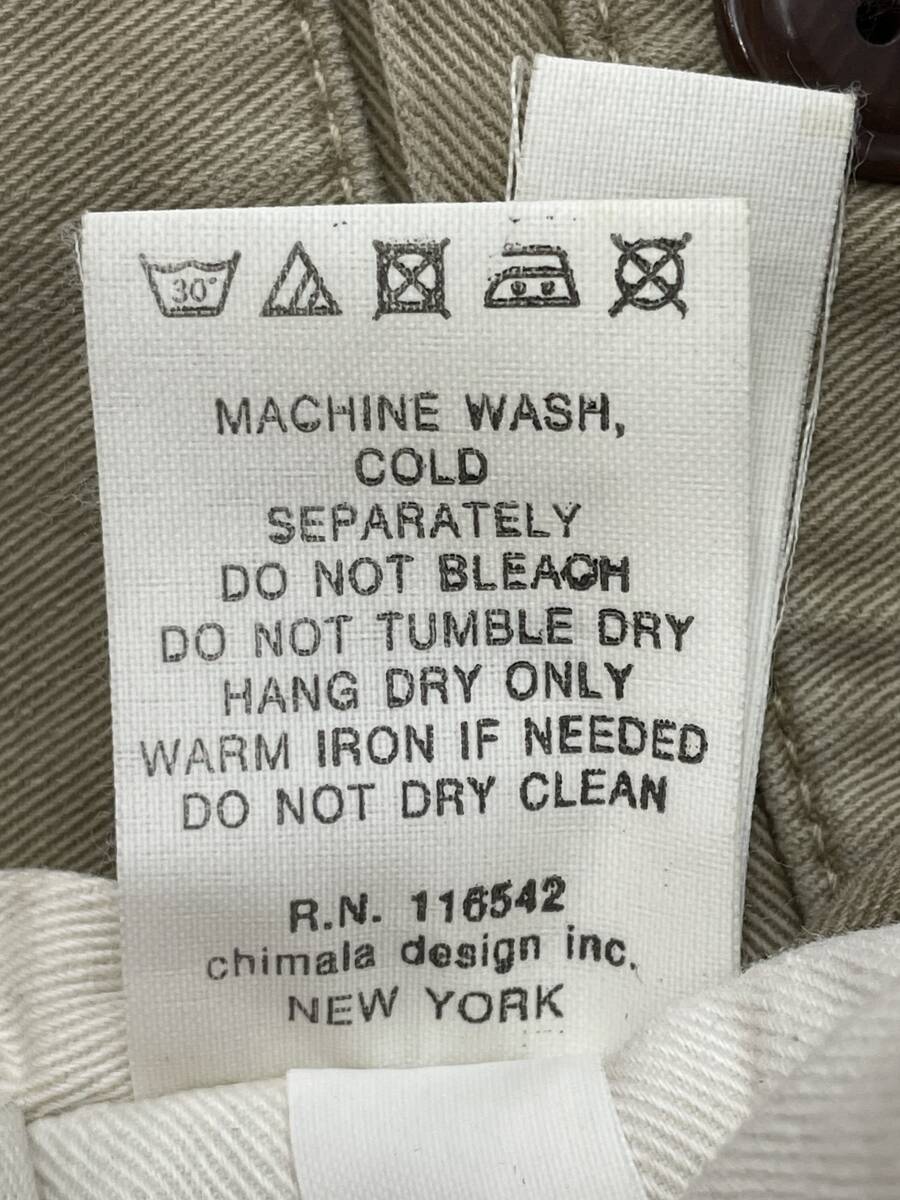 30°
MACHINE WASH,
COLD
SEPARATELY
DO NOT BLEACH
DO NOT TUMBLE DRY
HANG DRY ONLY
WARM IRON IF NEEDED
DO NOT DRY CLEAN
R.N. 116542
chimala design inc.
NEW YORK